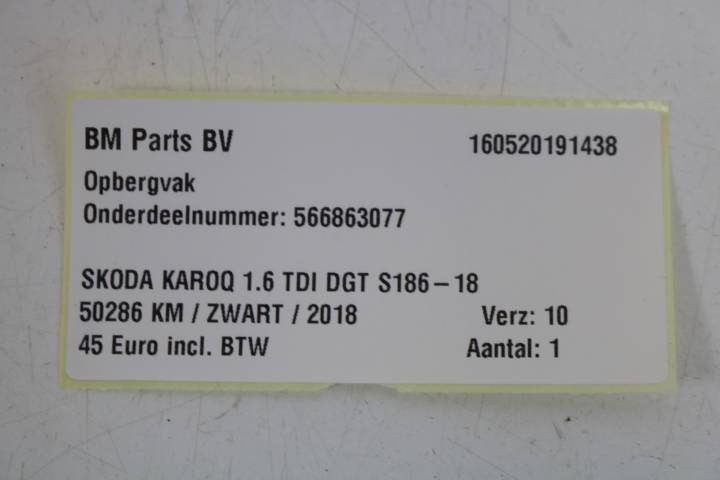 BM Parts BV 160520191438
Opbergvak
Onderdeelnummer: 566863077
SKODA KAROQ 1.6 TDI DGT S186-18
50286 KM / ZWART / 2018 Verz: 10
45 Euro incl. BTW Aantal: 1